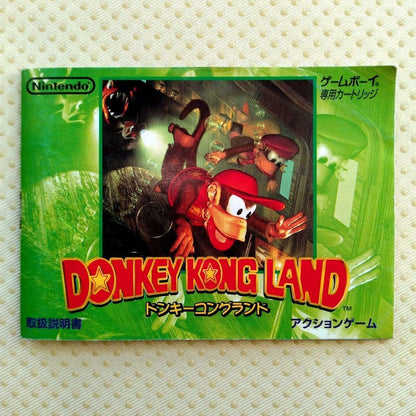 Nintendo
ゲームボーイ®
専用カートリッジ
DONKEY KONG LAND
TM
ドンキーコングランド
取扱説明書
アクションゲーム